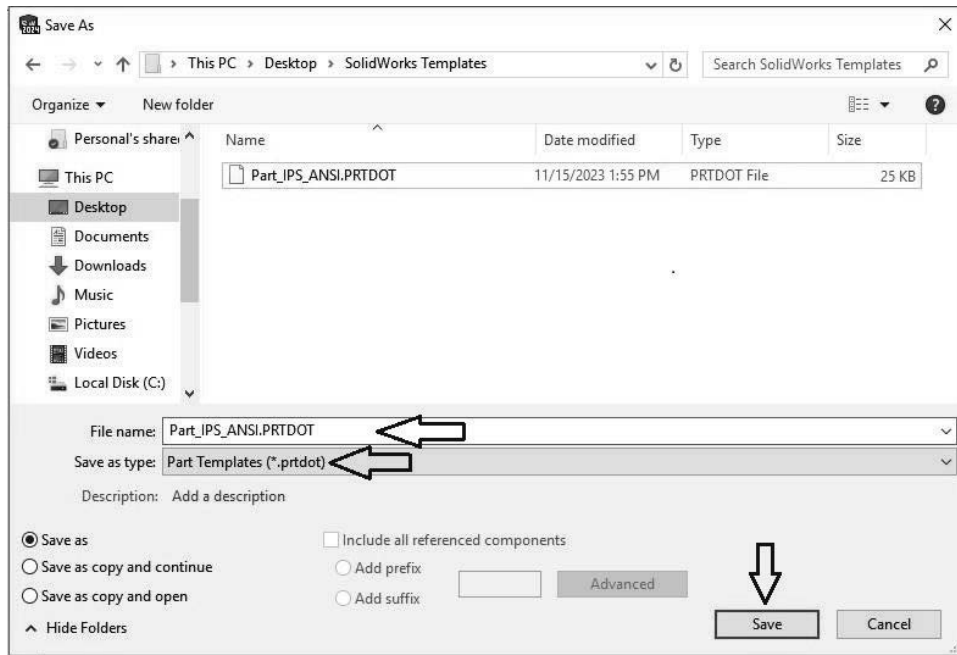 SW 2024 Save As
This PC > Desktop > SolidWorks Templates Search SolidWorks Templates
Organize New folder
Name Date modified Type Size
Personal's share
Part_IPS_ANSI.PRTDOT 11/15/2023 1:55 PM PRTDOT File 25 KB
This PC
Desktop
Documents
Downloads
Music
Pictures
Videos
Local Disk (C:)
File name: Part_IPS_ANSI.PRTDOT
Save as type: Part Templates (*.prtdot)
Description: Add a description
Save as Include all referenced components
Save as copy and continue Add prefix
Advanced
Save as copy and open Add suffix
Hide Folders Save Cancel